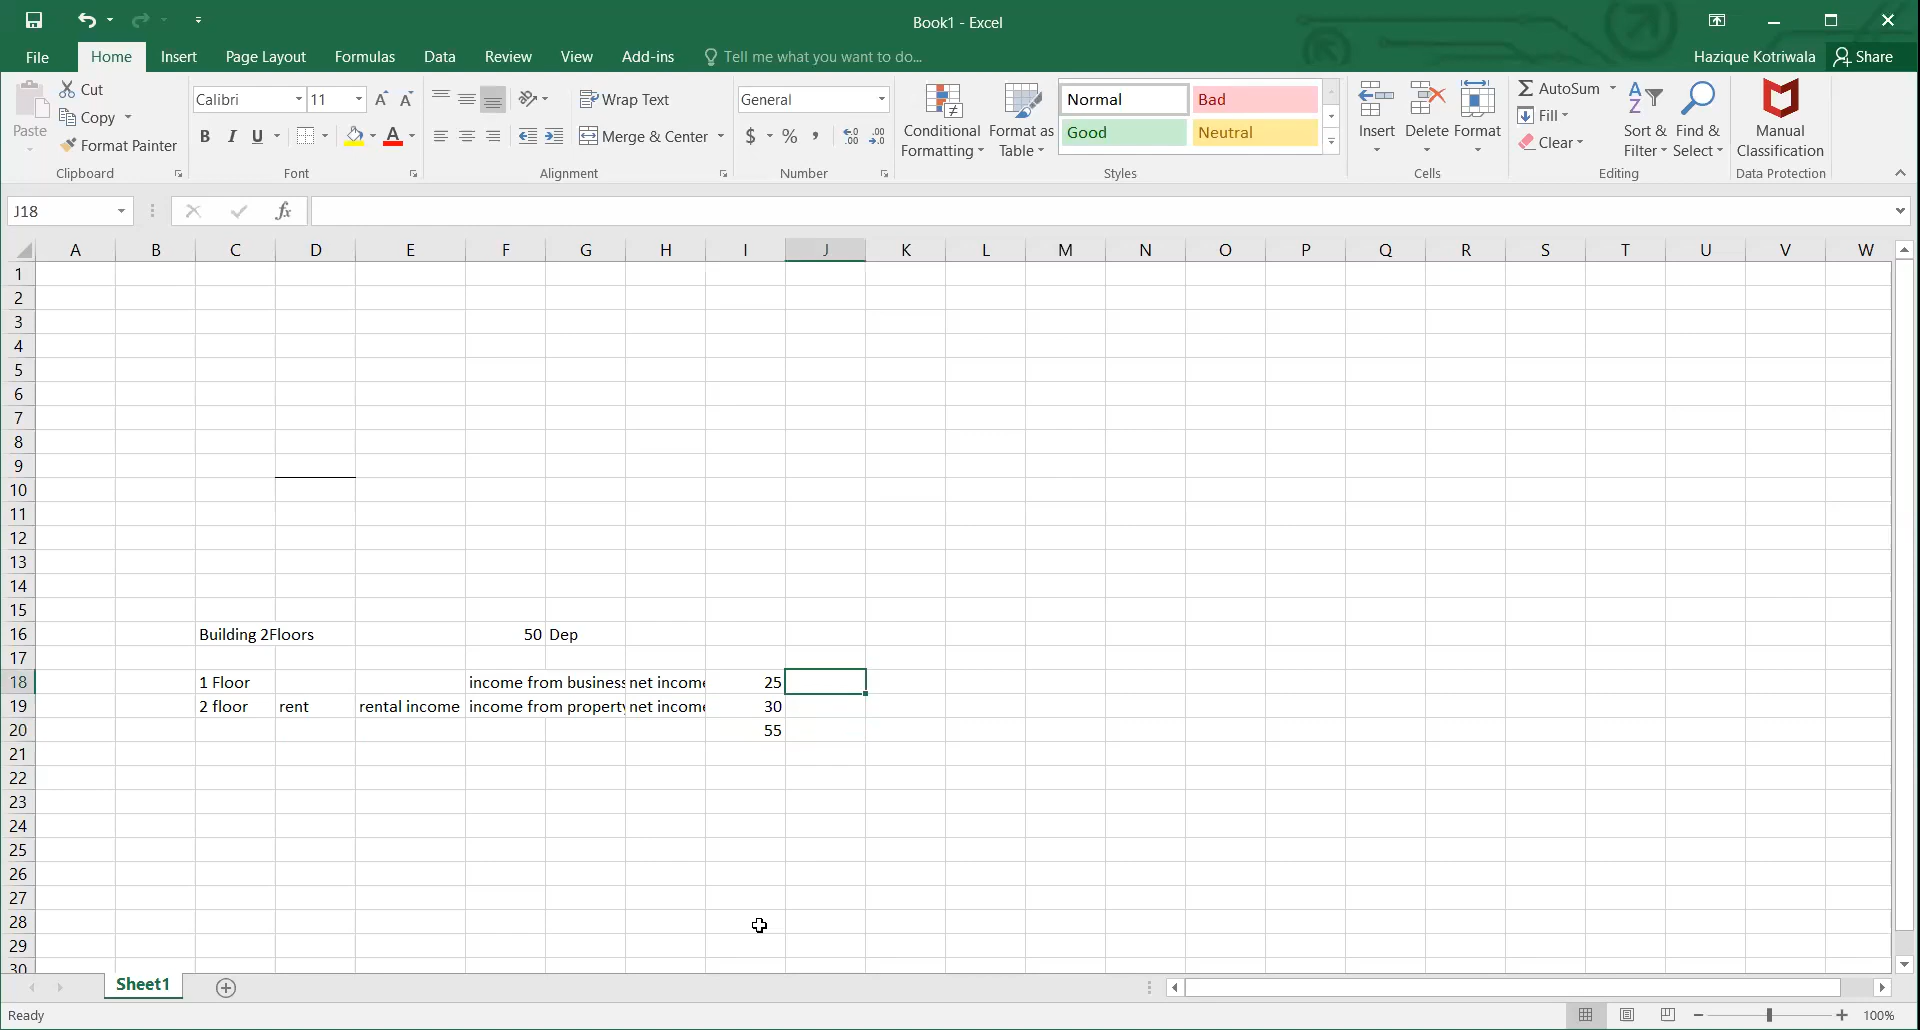 Book1 - Excel
File Home Insert Page Layout Formulas Data Review View Add-ins Tell me what you want to do... Hazique Kotriwala Share
Paste
Cut
Copy
Format Painter
Clipboard
Calibri 11 A A
B I U A
Font
Wrap Text
Merge & Center
Alignment
General
$ % , .00 .0
Number
Conditional Formatting
Format as Table
Normal Bad
Good Neutral
Styles
Insert Delete Format
Cells
AutoSum
Fill
Clear
Sort & Filter
Find & Select
Editing
Manual Classification
Data Protection
J18 fx
A B C D E F G H I J K L M N O P Q R S T U V W
1
2
3
4
5
6
7
8
9
10
11
12
13
14
15
16 Building 2Floors 50 Dep
17
18 1 Floor income from business net income 25
19 2 floor rent rental income income from property net income 30
20 55
21
22
23
24
25
26
27
28
29
30
Sheet1
Ready 100%